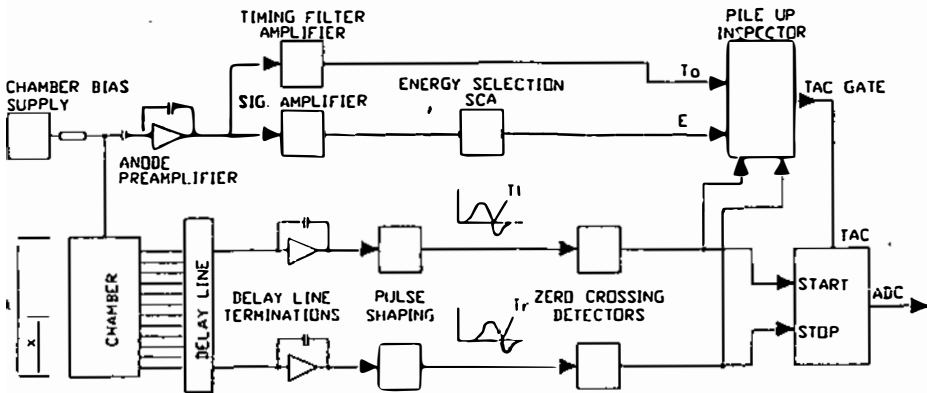 TIMING FILTER
AMPLIFIER
PILE UP
INSPECTOR
CHAMBER BIAS
SUPPLY
SIG. AMPLIFIER
ENERGY SELECTION
SCA
To
E
TAC GATE
ANODE
PREAMPLIFIER
Tl
TAC
CHAMBER
DELAY LINE
DELAY LINE
TERMINATIONS
PULSE
SHAPING
Tr
ZERO CROSSING
DETECTORS
START
STOP
ADC
x